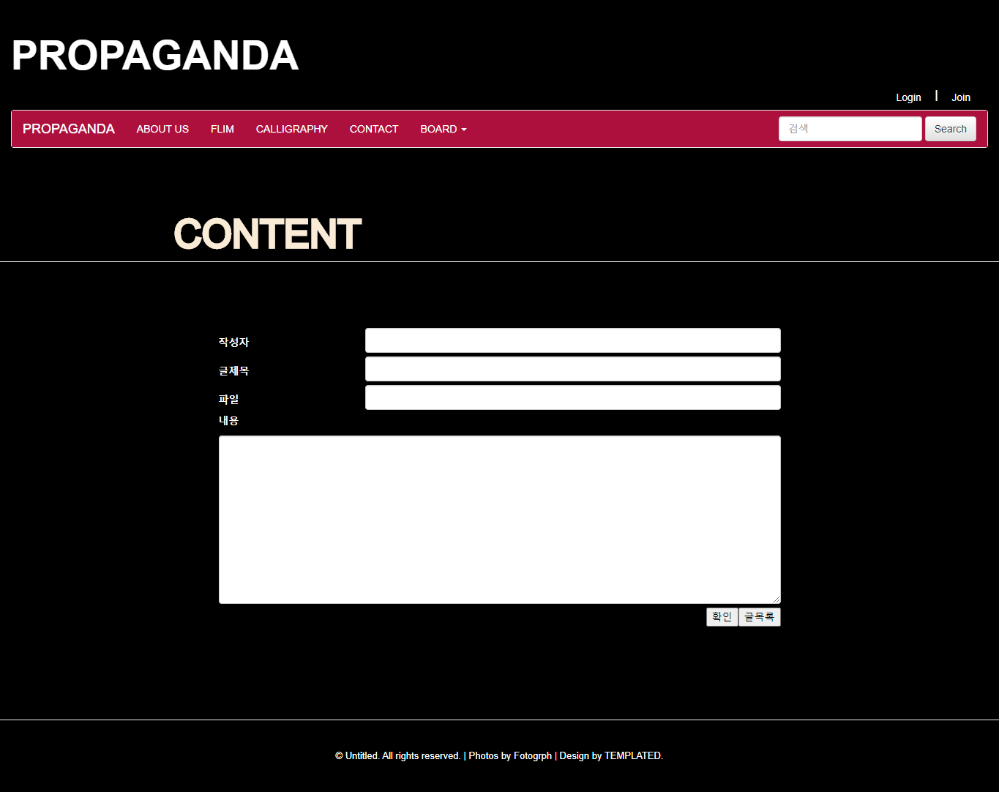 PROPAGANDA
Login | Join
PROPAGANDA ABOUT US FLIM CALLIGRAPHY CONTACT BOARD 검색 Search
CONTENT
작성자
글제목
파일
내용
확인 글목록
© Untitled. All rights reserved. | Photos by Fotogrph | Design by TEMPLATED.